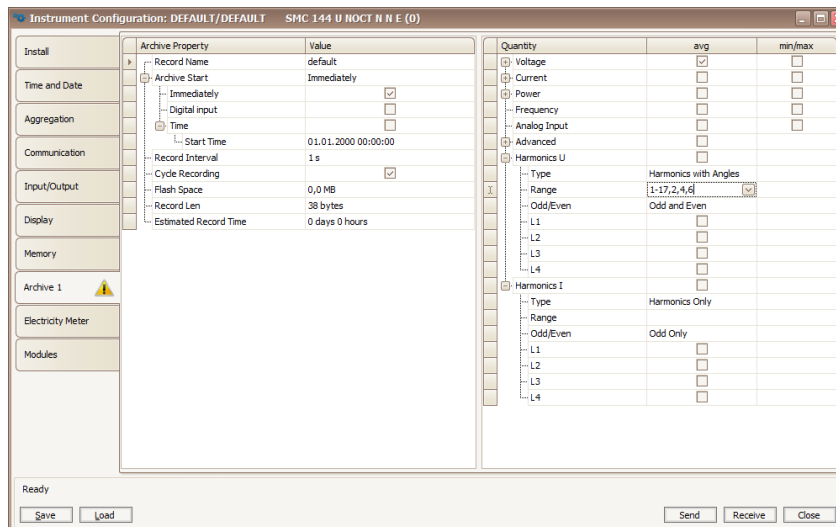 Instrument Configuration: DEFAULT/DEFAULT SMC 144 U NOCT N N E (0)
Install
Time and Date
Aggregation
Communication
Input/Output
Display
Memory
Archive 1
Electricity Meter
Modules
Archive Property Value
Record Name default
Archive Start Immediately
Immediately
Digital input
Time
Start Time 01.01.2000 00:00:00
Record Interval 1 s
Cycle Recording
Flash Space 0,0 MB
Record Len 38 bytes
Estimated Record Time 0 days 0 hours
Quantity avg min/max
Voltage
Current
Power
Frequency
Analog Input
Advanced
Harmonics U
Type Harmonics with Angles
Range 1-17,2,4,6
Odd/Even Odd and Even
L1
L2
L3
L4
Harmonics I
Type Harmonics Only
Range
Odd/Even Odd Only
L1
L2
L3
L4
Ready
Save Load Send Receive Close